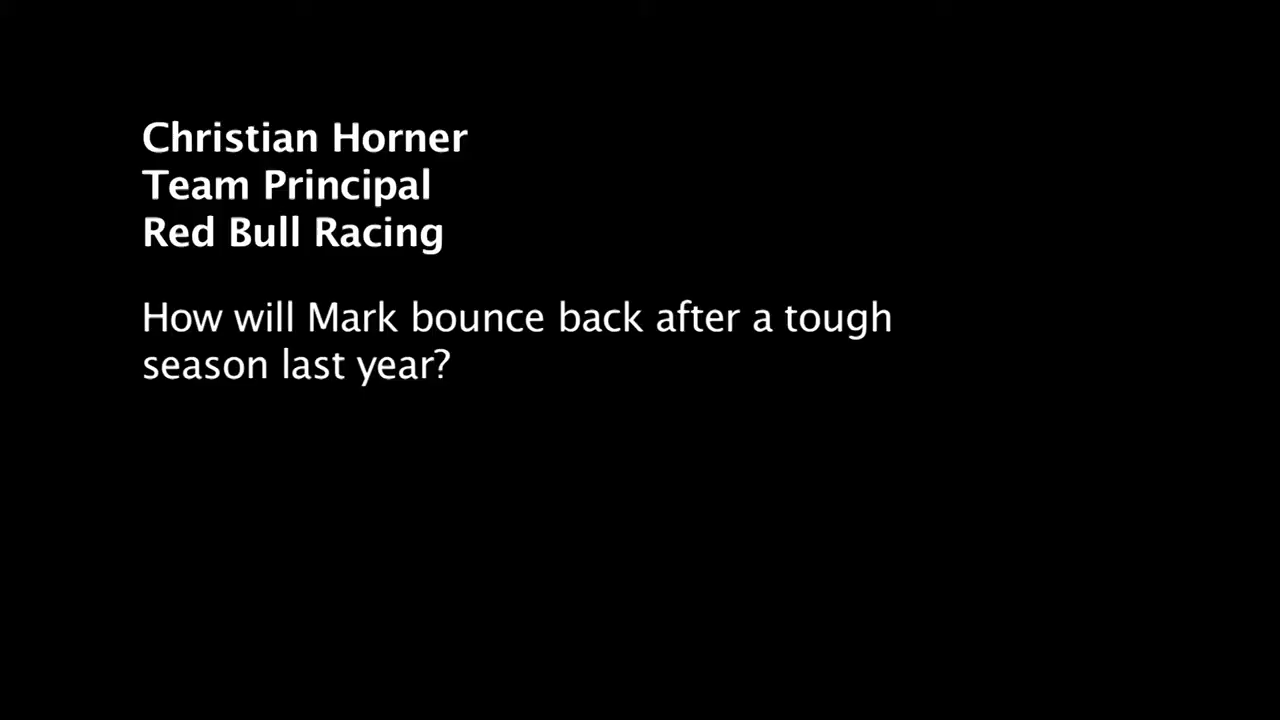 Christian Horner
Team Principal
Red Bull Racing
How will Mark bounce back after a tough
season last year?